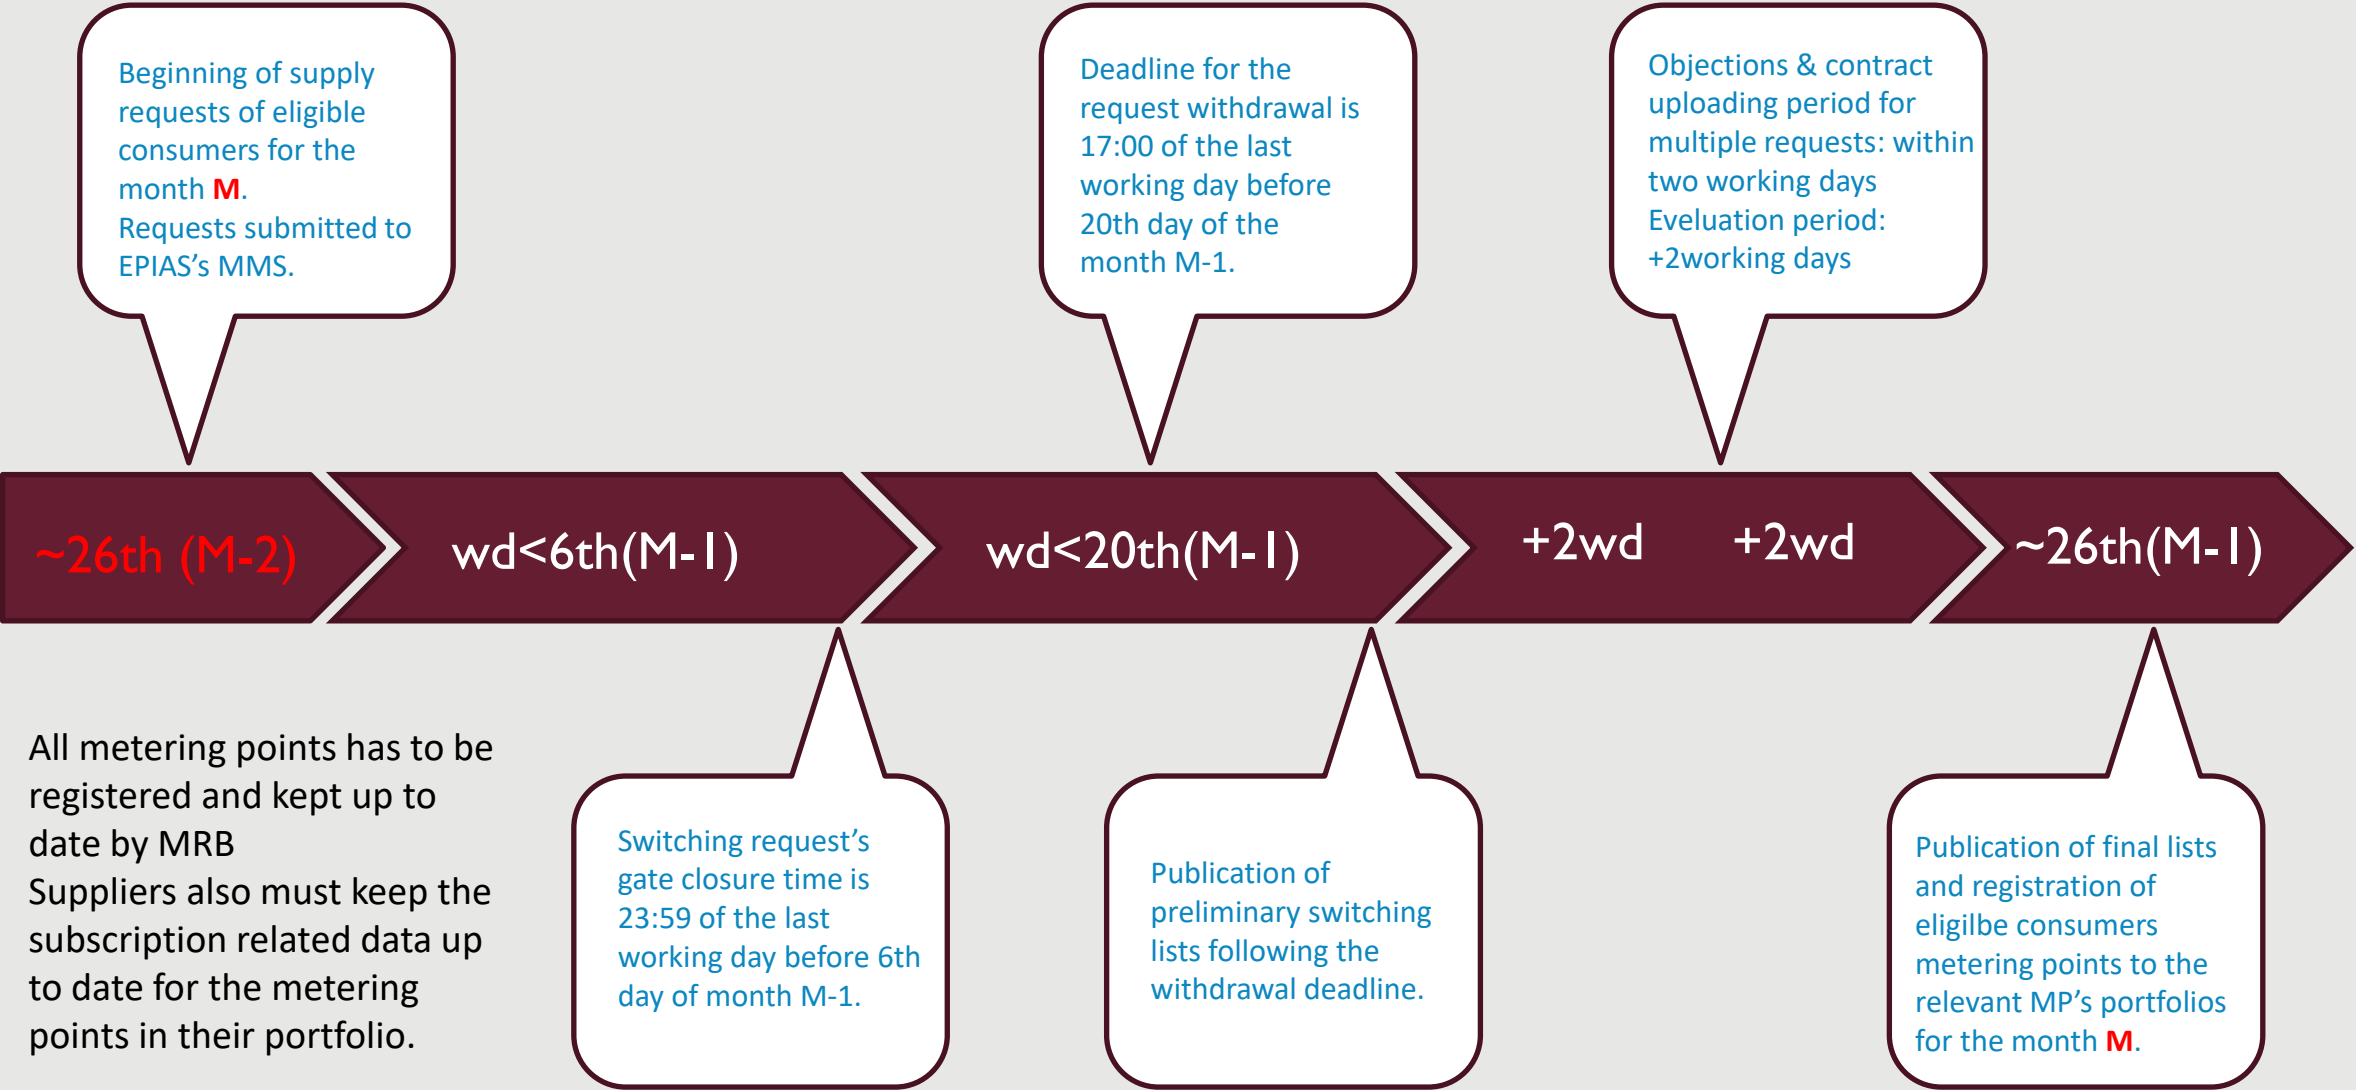 Beginning of supply
requests of eligible
consumers for the
month M.
Requests submitted to
EPIAS’s MMS.
Deadline for the
request withdrawal is
17:00 of the last
working day before
20th day of the
month M-1.
Objections & contract
uploading period for
multiple requests: within
two working days
Eveluation period:
+2working days
~26th (M-2)
wd<6th(M-1)
wd<20th(M-1)
+2wd +2wd
~26th(M-1)
All metering points has to be
registered and kept up to
date by MRB
Suppliers also must keep the
subscription related data up
to date for the metering
points in their portfolio.
Switching request’s
gate closure time is
23:59 of the last
working day before 6th
day of month M-1.
Publication of
preliminary switching
lists following the
withdrawal deadline.
Publication of final lists
and registration of
eligilbe consumers
metering points to the
relevant MP’s portfolios
for the month M.